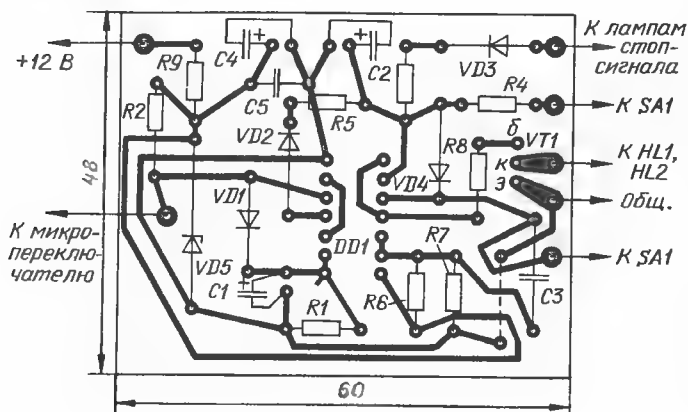 К лампам
стоп-
сигнала
+12 В
R9
C4
C2
VD3
R2
C5
R4
К SA1
VD2
R5
R8
б
VT1
К HL1,
HL2
к
э
48
VD1
VD4
Общ.
К микро-
переклю-
чателю
DD1
VD5
R7
К SA1
C1
R6
C3
R1
60